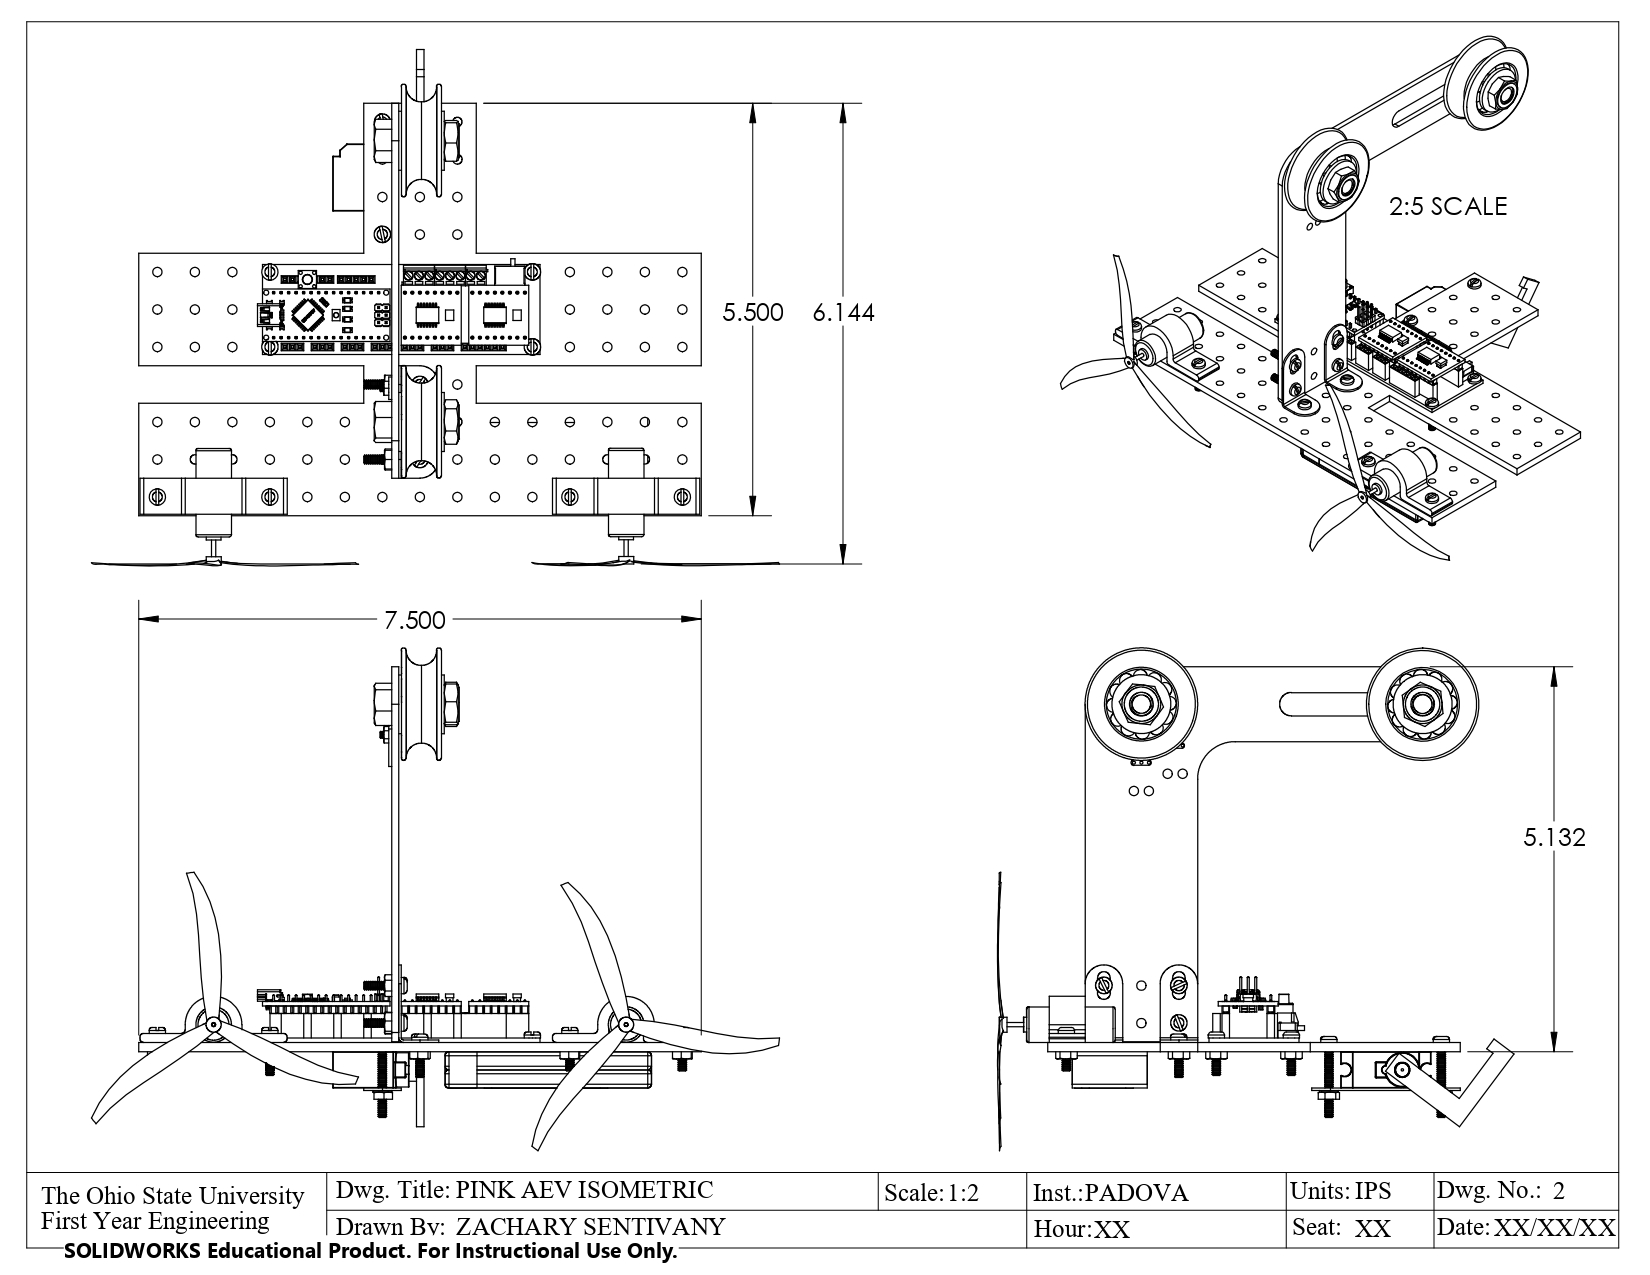 2:5 SCALE
5.500
6.144
7.500
5.132
The Ohio State University
First Year Engineering
Dwg. Title: PINK AEV ISOMETRIC
Drawn By: ZACHARY SENTIVANY
Scale: 1:2
Inst.: PADOVA
Hour: XX
Units: IPS
Seat: XX
Dwg. No.: 2
Date: XX/XX/XX
SOLIDWORKS Educational Product. For Instructional Use Only.